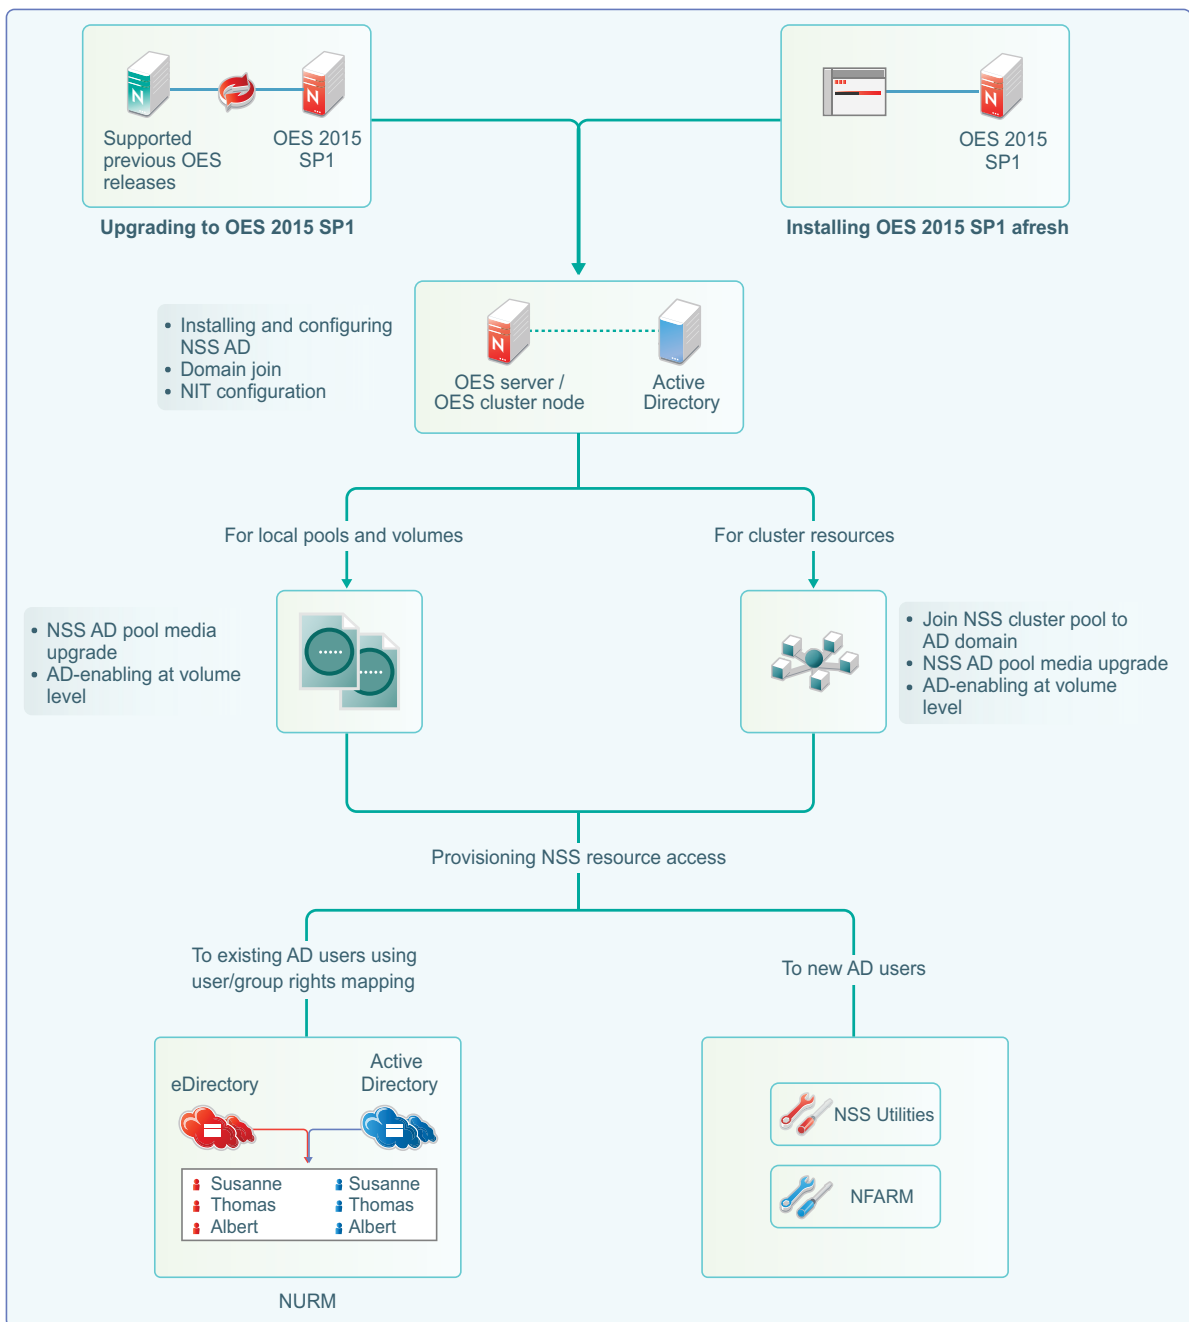 Supported
previous OES
releases
OES 2015
SP1
Upgrading to OES 2015 SP1
OES 2015
SP1
Installing OES 2015 SP1 afresh
• Installing and configuring
NSS AD
• Domain join
• NIT configuration
OES server /
OES cluster node
Active
Directory
For local pools and volumes
For cluster resources
• NSS AD pool media
upgrade
• AD-enabling at volume
level
• Join NSS cluster pool to
AD domain
• NSS AD pool media upgrade
• AD-enabling at volume
level
Provisioning NSS resource access
To existing AD users using
user/group rights mapping
To new AD users
eDirectory
Active
Directory
Susanne
Thomas
Albert
Susanne
Thomas
Albert
NURM
NSS Utilities
NFARM